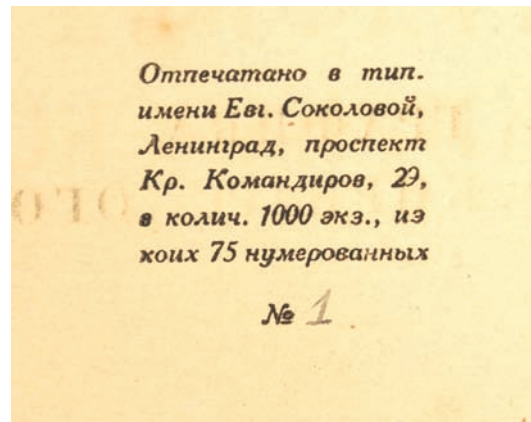 Отпечатано в тип.
имени Евг. Соколовой,
Ленинград, проспект
Кр. Командиров, 29,
в колич. 1000 экз., из
коих 75 нумерованных
№ 1